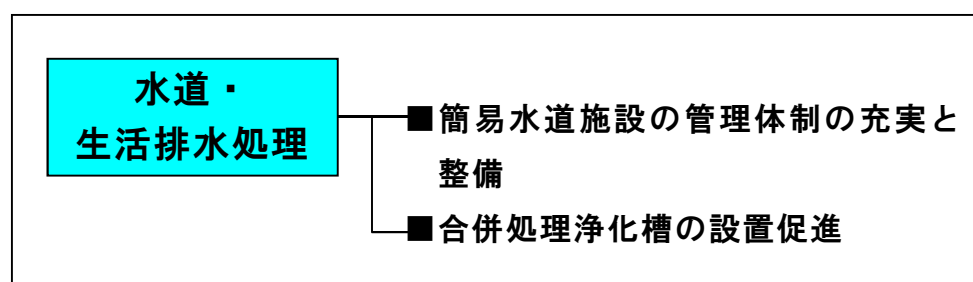 水道・
生活排水処理
■簡易水道施設の管理体制の充実と
整備
■合併処理浄化槽の設置促進